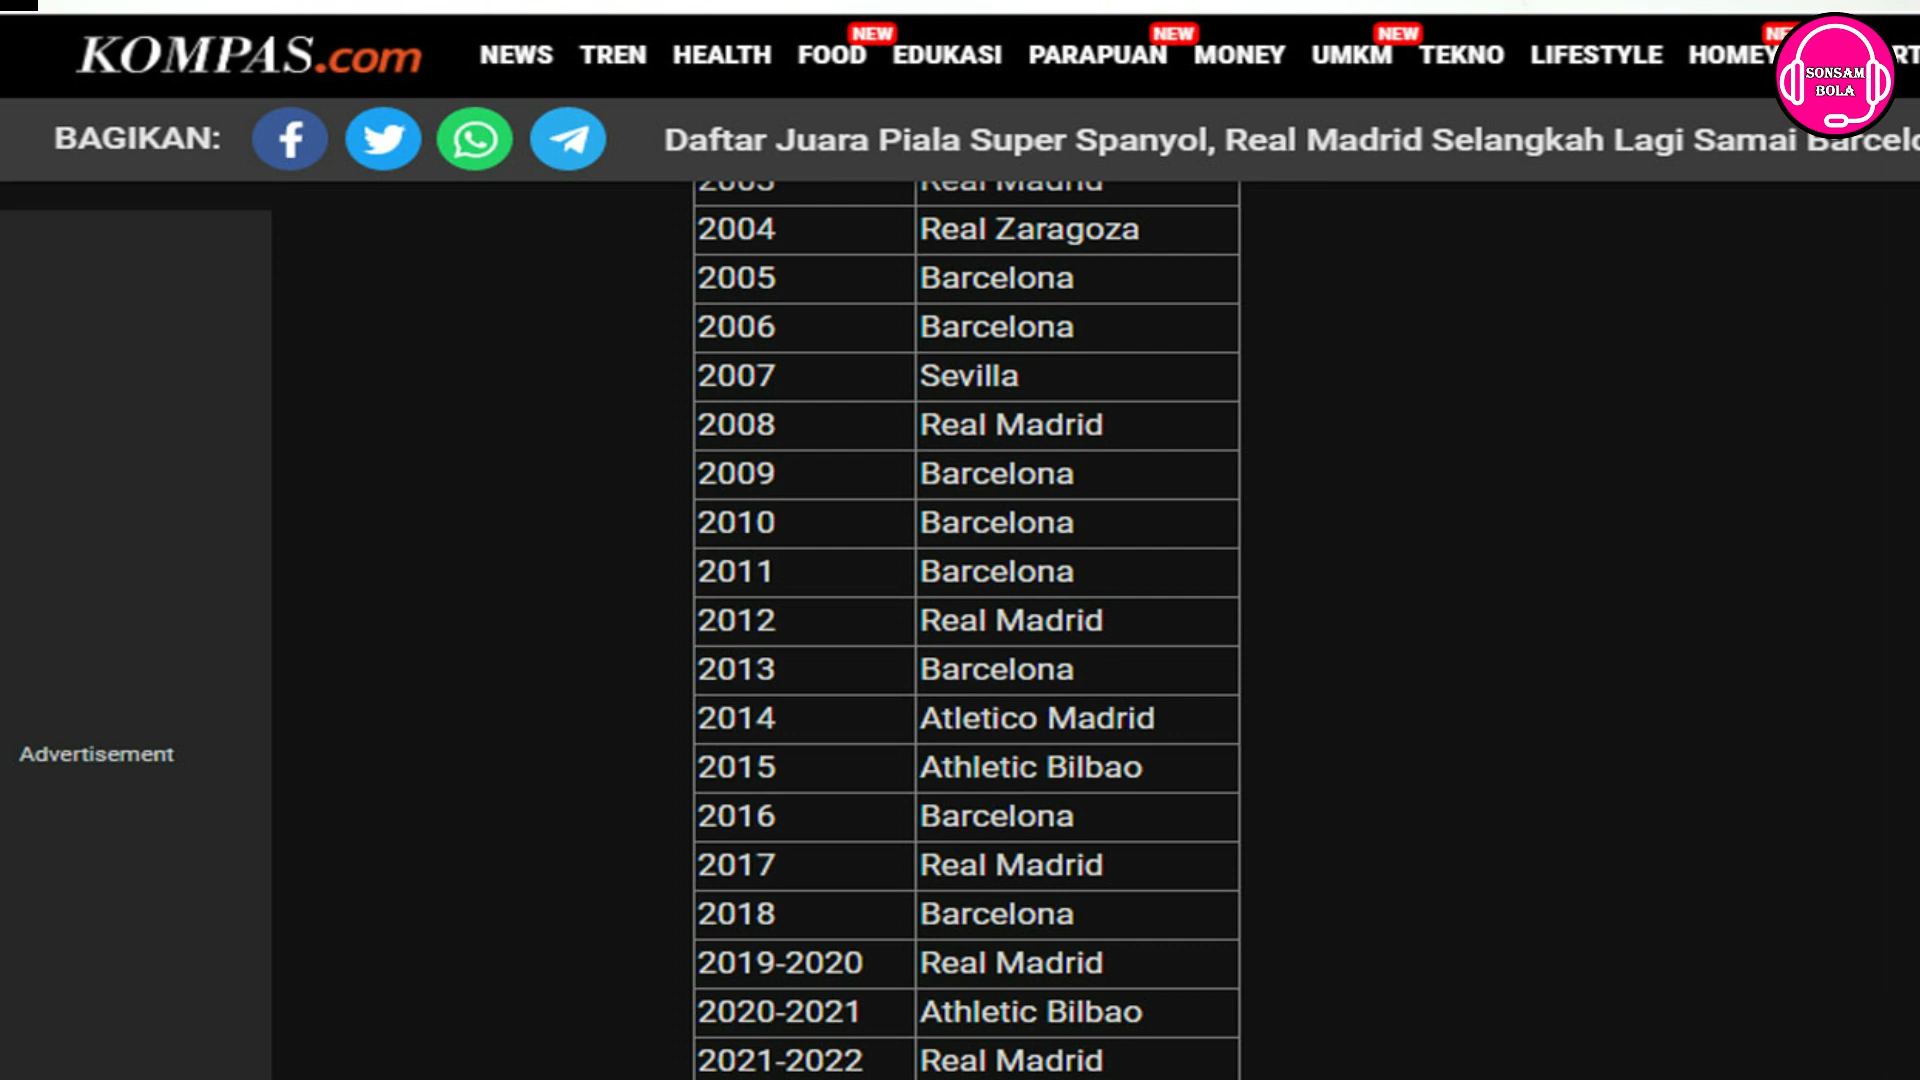 KOMPAS.com NEWS TREN HEALTH FOOD NEW EDUKASI PARAPUAN NEW MONEY UMKM NEW TEKNO LIFESTYLE HOMEY
SONSAM
BOLA
BAGIKAN: Daftar Juara Piala Super Spanyol, Real Madrid Selangkah Lagi Samai
2003 Real Madrid
2004 Real Zaragoza
2005 Barcelona
2006 Barcelona
2007 Sevilla
2008 Real Madrid
2009 Barcelona
2010 Barcelona
2011 Barcelona
2012 Real Madrid
2013 Barcelona
2014 Atletico Madrid
Advertisement
2015 Athletic Bilbao
2016 Barcelona
2017 Real Madrid
2018 Barcelona
2019-2020 Real Madrid
2020-2021 Athletic Bilbao
2021-2022 Real Madrid